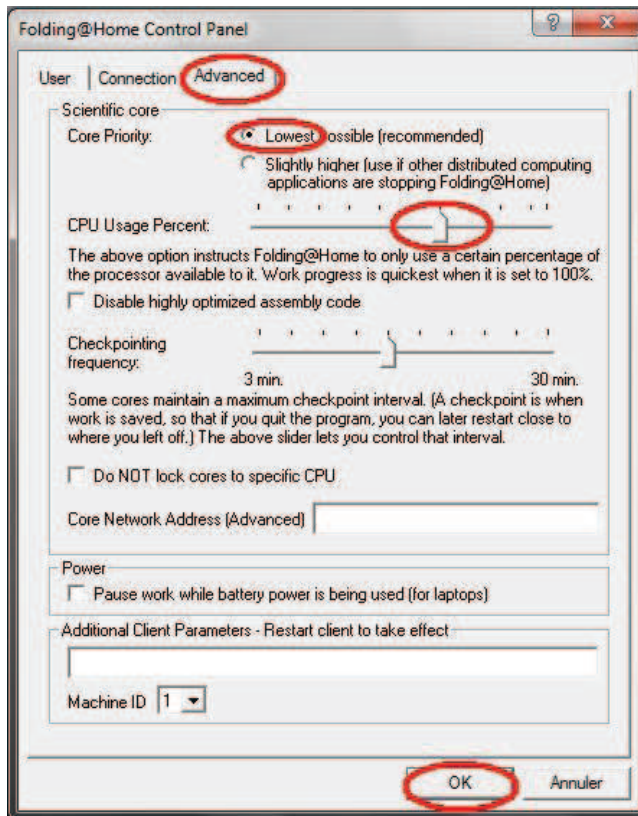 Folding@Home Control Panel
User
Connection
Advanced
Scientific core
Core Priority:
Lowest possible (recommended)
Slightly higher (use if other distributed computing
applications are stopping Folding@Home)
CPU Usage Percent:
The above option instructs Folding@Home to only use a certain percentage of
the processor available to it. Work progress is quickest when it is set to 100%.
Disable highly optimized assembly code
Checkpointing
frequency:
3 min.
30 min.
Some cores maintain a maximum checkpoint interval. (A checkpoint is when
work is saved, so that if you quit the program, you can later restart close to
where you left off.) The above slider lets you control that interval.
Do NOT lock cores to specific CPU
Core Network Address (Advanced)
Power
Pause work while battery power is being used (for laptops)
Additional Client Parameters - Restart client to take effect
Machine ID 1
OK
Annuler